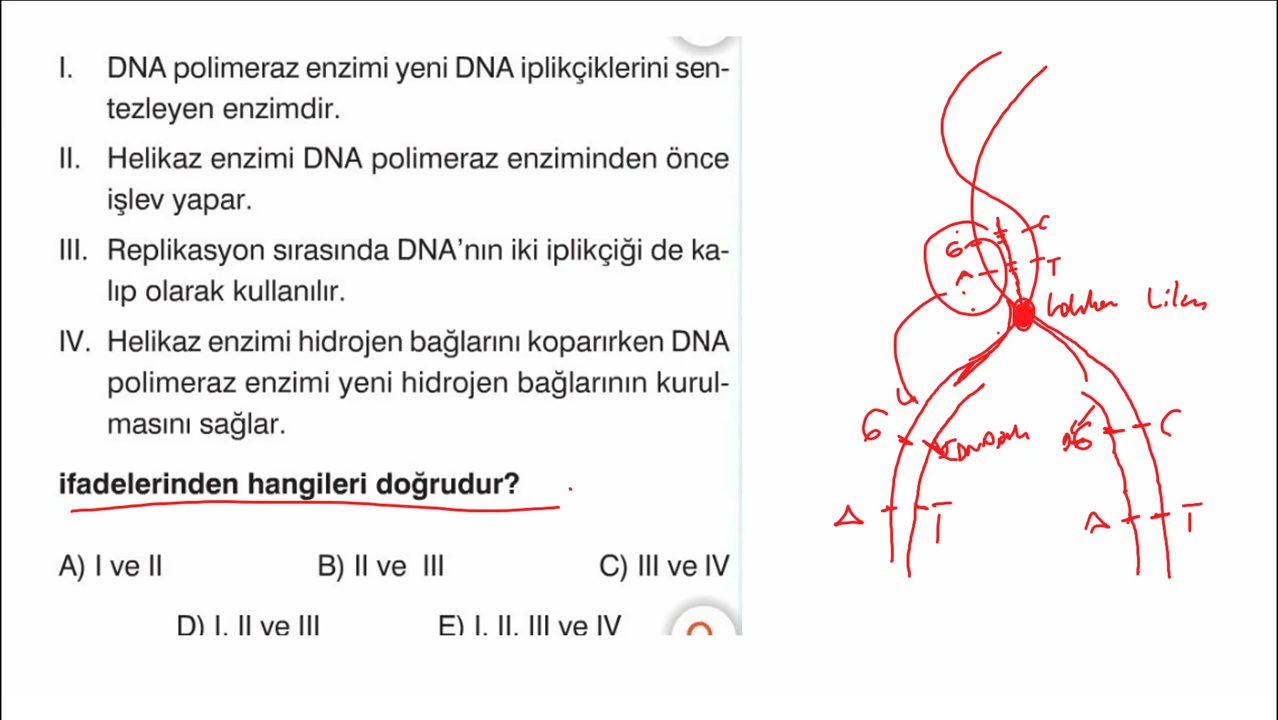 I. DNA polimeraz enzimi yeni DNA iplikçiklerini sen-
tezleyen enzimdir.
II. Helikaz enzimi DNA polimeraz enziminden önce
işlev yapar.
III. Replikasyon sırasında DNA’nın iki iplikçiği de ka-
lıp olarak kullanılır.
IV. Helikaz enzimi hidrojen bağlarını koparırken DNA
polimeraz enzimi yeni hidrojen bağlarının kurul-
masını sağlar.
ifadelerinden hangileri doğrudur?
A) I ve II B) II ve III C) III ve IV
D) I, II ve III E) I, II, III ve IV
G C
A T
G G C
A T A T